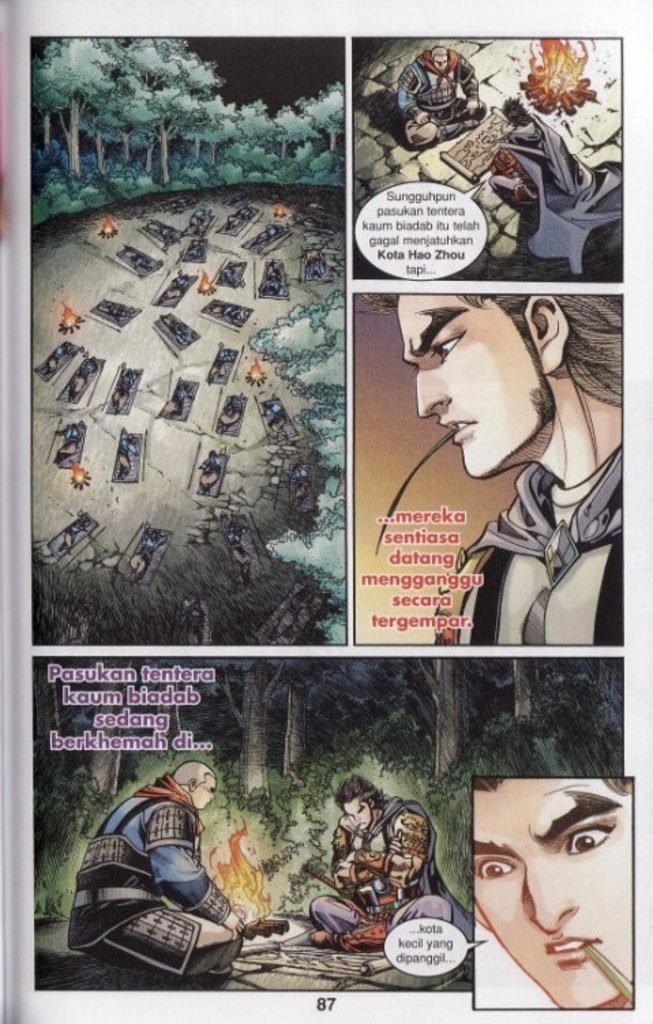 Sungguhpun
pasukan tentera
kaum biadab itu telah
gagal menjatuhkan
Kota Hao Zhou
tapi...
...mereka
sentiasa
datang
mengganggu
secara
tergempar.
Pasukan tentera
kaum biadab
sedang
berkhemah di...
...kota
kecil yang
dipanggil...
87